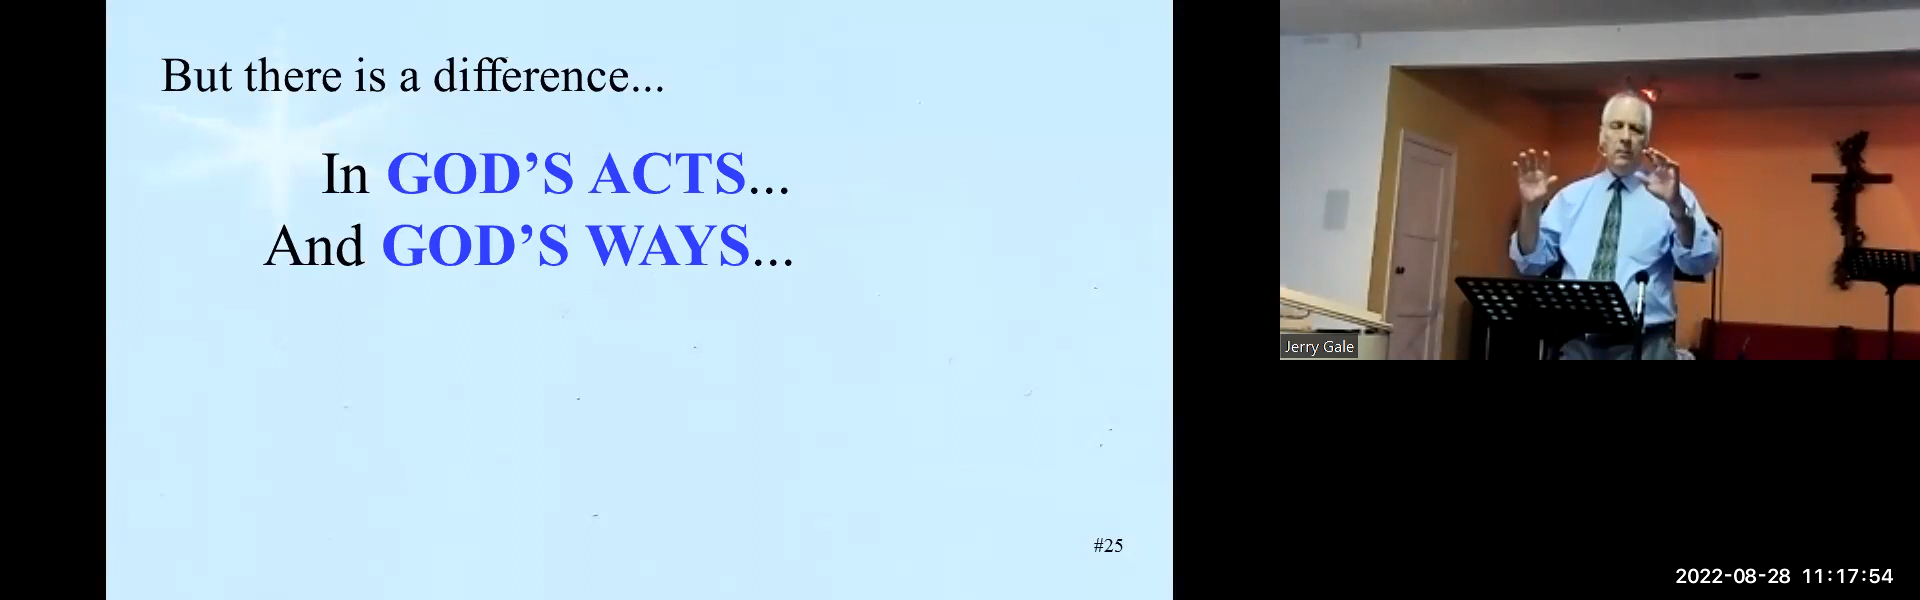 But there is a difference...
In GOD’S ACTS...
And GOD’S WAYS...
#25
Jerry Gale
2022-08-28 11:17:54